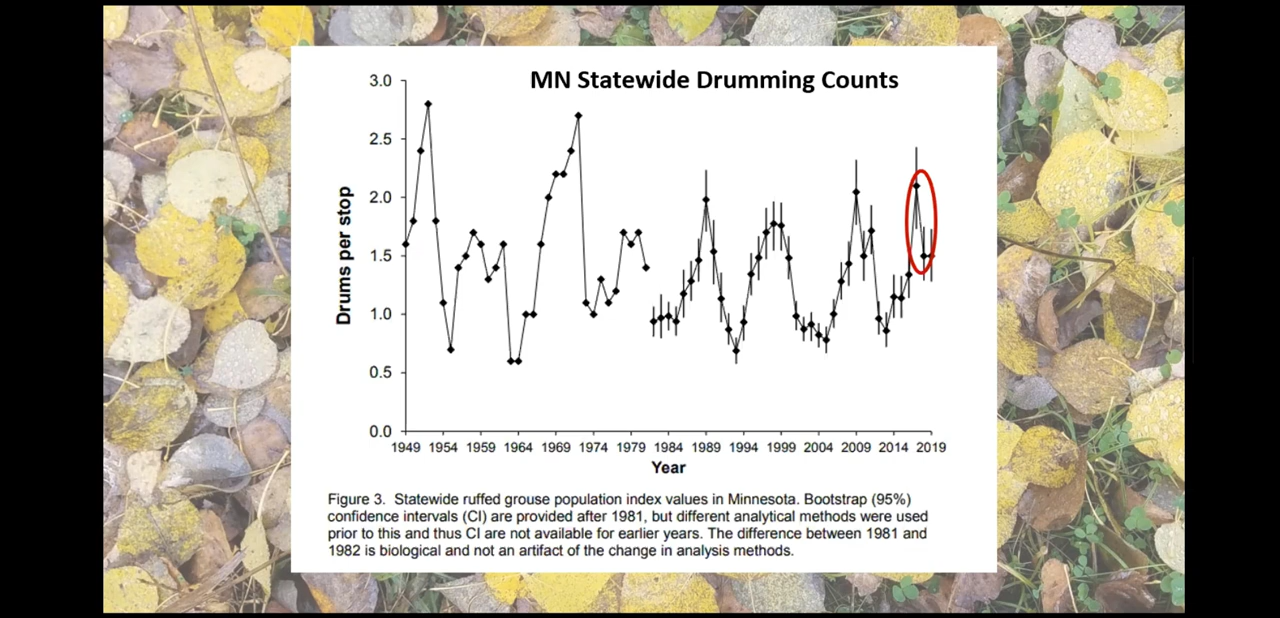 MN Statewide Drumming Counts
3.0
2.5
2.0
1.5
1.0
0.5
0.0
Drums per stop
1949 1954 1959 1964 1969 1974 1979 1984 1989 1994 1999 2004 2009 2014 2019
Year
Figure 3. Statewide ruffed grouse population index values in Minnesota. Bootstrap (95%)
confidence intervals (CI) are provided after 1981, but different analytical methods were used
prior to this and thus CI are not available for earlier years. The difference between 1981 and
1982 is biological and not an artifact of the change in analysis methods.